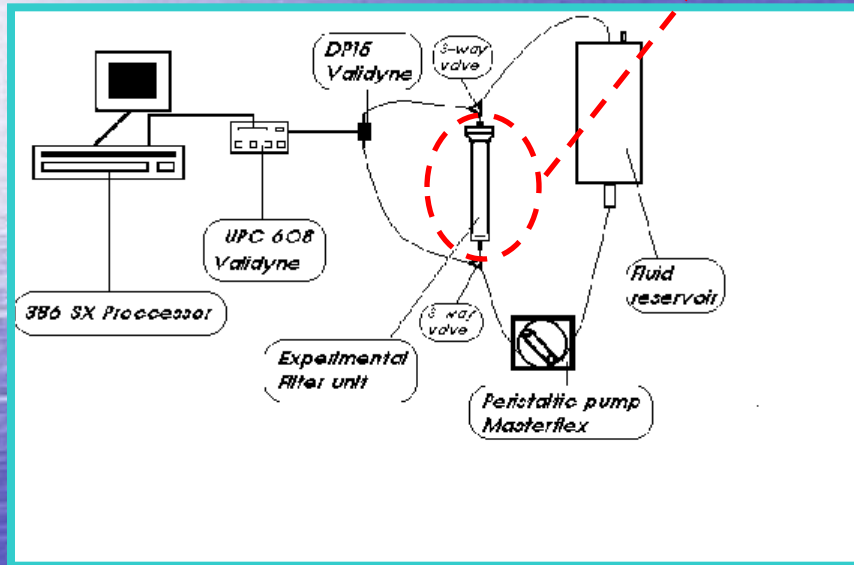 DP15
Validyne
3-way
valve
UPC 608
Validyne
Fluid
reservoir
386 SX Proccessor
3 way
valve
Experimental
Filter unit
Peristaltic pump
Masterflex